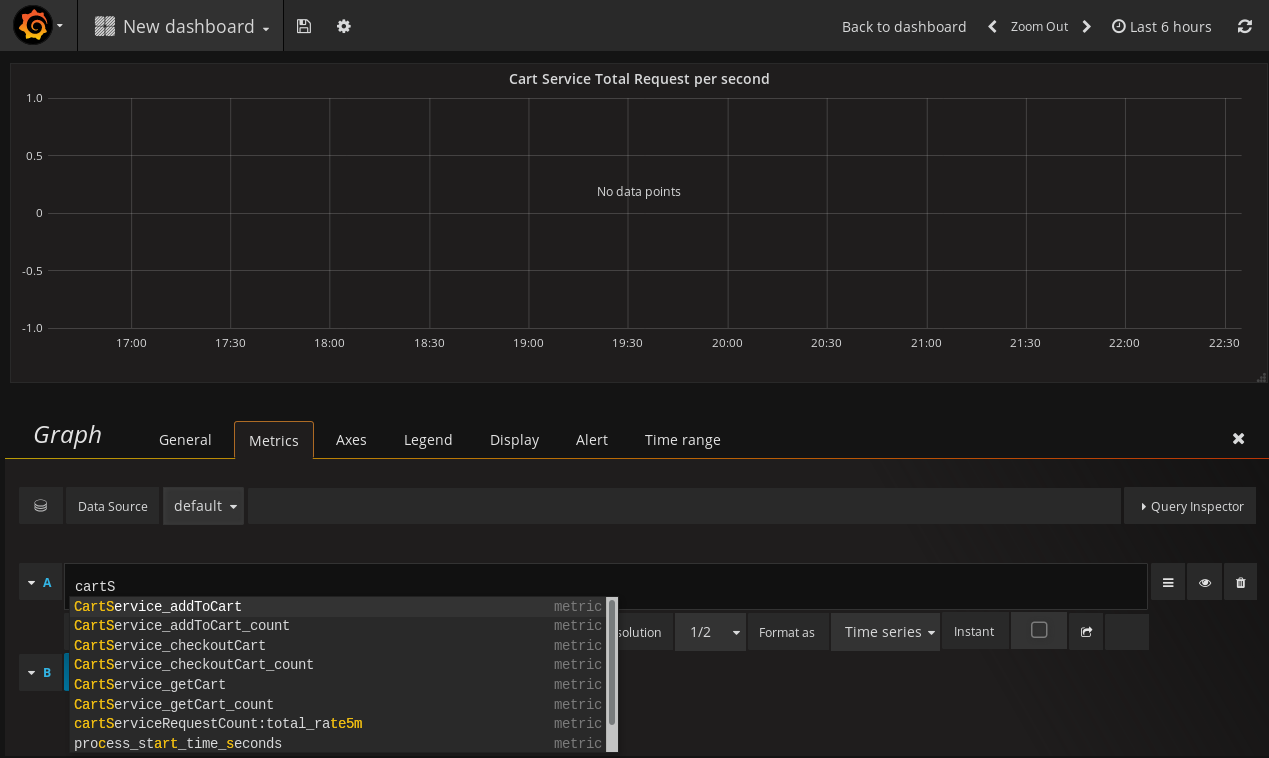 New dashboard
Back to dashboard
Zoom Out
Last 6 hours
Cart Service Total Request per second
1.0
0.5
No data points
0
-0.5
-1.0
17:00 17:30 18:00 18:30 19:00 19:30 20:00 20:30 21:00 21:30 22:00 22:30
Graph
General Metrics Axes Legend Display Alert Time range
Data Source default Query Inspector
A cartS
CartService_addToCart metric
CartService_addToCart_count metric
CartService_checkoutCart metric
CartService_checkoutCart_count metric
CartService_getCart metric
CartService_getCart_count metric
cartServiceRequestCount:total_rate5m metric
process_start_time_seconds metric
solution 1/2 Format as Time series Instant
B